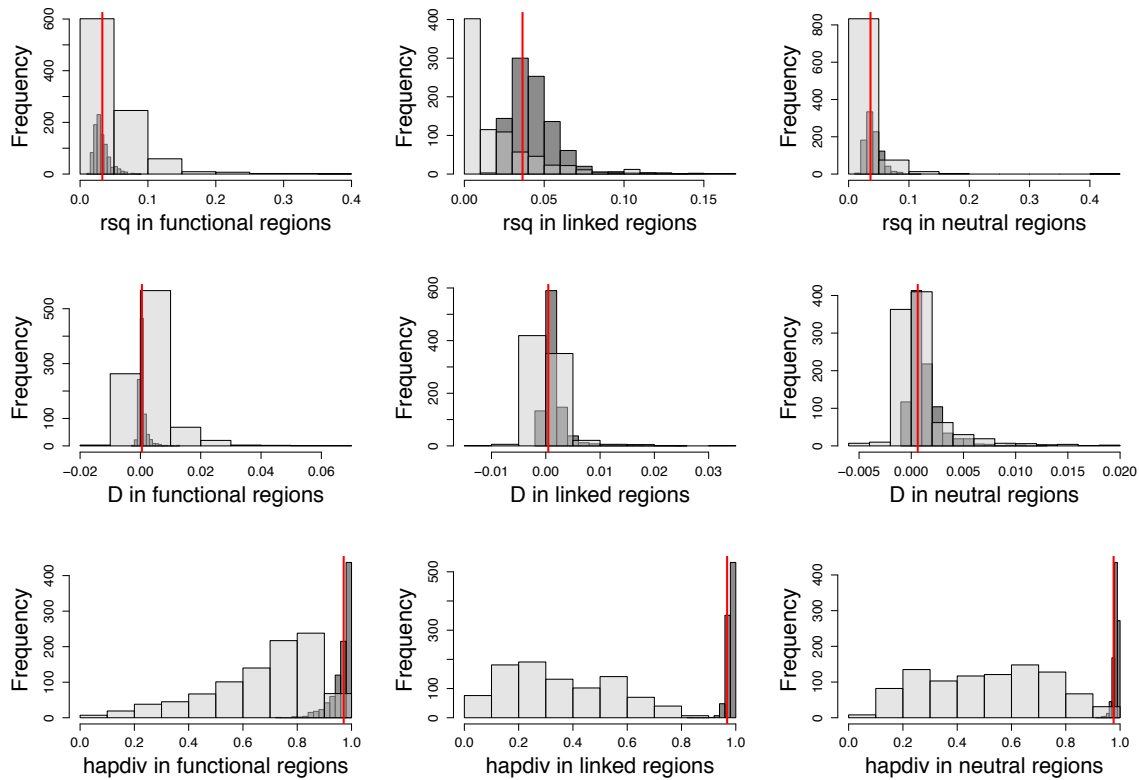 Frequency
0 200 400 600
0.0 0.1 0.2 0.3 0.4
rsq in functional regions
Frequency
0 100 200 300 400
0.00 0.05 0.10 0.15
rsq in linked regions
Frequency
0 200 400 600 800
0.0 0.1 0.2 0.3 0.4
rsq in neutral regions
Frequency
0 100 300 500
−0.02 0.00 0.02 0.04 0.06
D in functional regions
Frequency
0 200 400 600
−0.01 0.00 0.01 0.02 0.03
D in linked regions
Frequency
0 100 200 300 400
−0.005 0.000 0.005 0.010 0.015 0.020
D in neutral regions
Frequency
0 100 200 300 400
0.0 0.2 0.4 0.6 0.8 1.0
hapdiv in functional regions
Frequency
0 100 200 300 500
0.0 0.2 0.4 0.6 0.8 1.0
hapdiv in linked regions
Frequency
0 100 200 300 400
0.0 0.2 0.4 0.6 0.8 1.0
hapdiv in neutral regions